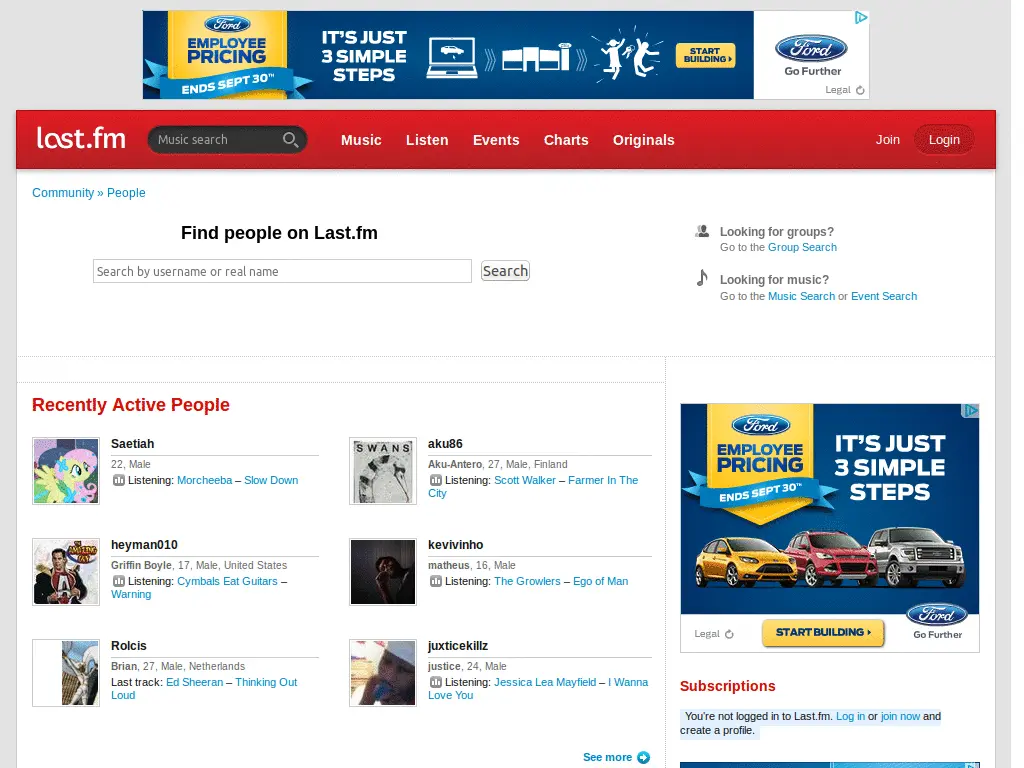 Ford
EMPLOYEE
PRICING
ENDS SEPT 30TH
IT'S JUST
3 SIMPLE
STEPS
START
BUILDING
Ford
Go Further
Legal
last.fm
Music search
Music Listen Events Charts Originals
Join Login
Community » People
Find people on Last.fm
Search by username or real name Search
Looking for groups?
Go to the Group Search
Looking for music?
Go to the Music Search or Event Search
Recently Active People
Saetiah
22, Male
Listening: Morcheeba – Slow Down
aku86
Aku-Antero, 27, Male, Finland
Listening: Scott Walker – Farmer In The
City
SWANS
heyman010
Griffin Boyle, 17, Male, United States
Listening: Cymbals Eat Guitars –
Warning
kevivinho
matheus, 16, Male
Listening: The Growlers – Ego of Man
Rolcis
Brian, 27, Male, Netherlands
Last track: Ed Sheeran – Thinking Out
Loud
juxticekillz
justice, 24, Male
Listening: Jessica Lea Mayfield – I Wanna
Love You
See more
Ford
EMPLOYEE
PRICING
ENDS SEPT 30TH
IT'S JUST
3 SIMPLE
STEPS
Legal
START BUILDING
Ford
Go Further
Subscriptions
You're not logged in to Last.fm. Log in or join now and
create a profile.